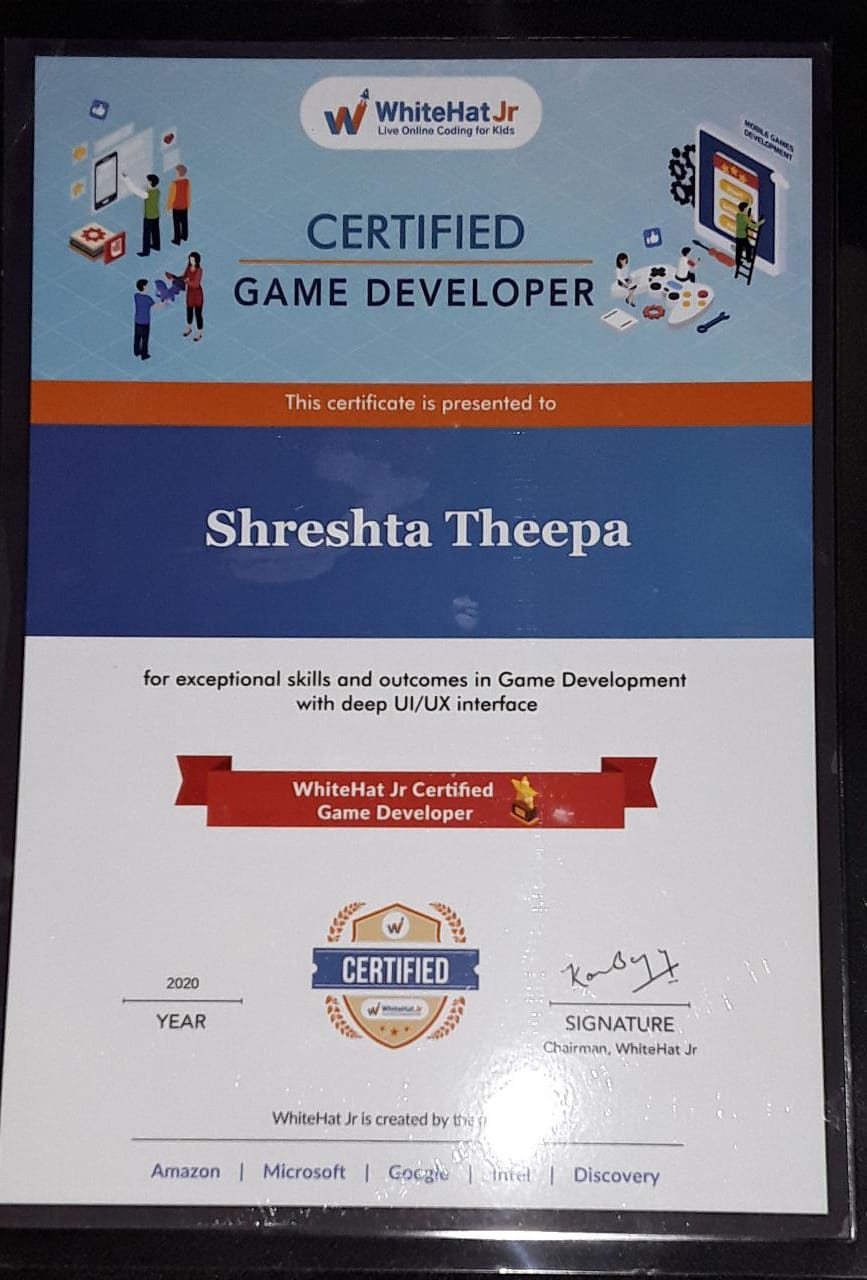 WhiteHat Jr
Live Online Coding for Kids
MOBILE GAMES
DEVELOPMENT
CERTIFIED
GAME DEVELOPER
This certificate is presented to
Shreshta Theepa
for exceptional skills and outcomes in Game Development
with deep UI/UX interface
WhiteHat Jr Certified
Game Developer
W
CERTIFIED
WhiteHat Jr
2020
YEAR
SIGNATURE
Chairman, WhiteHat Jr
WhiteHat Jr is created by the
Amazon | Microsoft | Google | Intel | Discovery